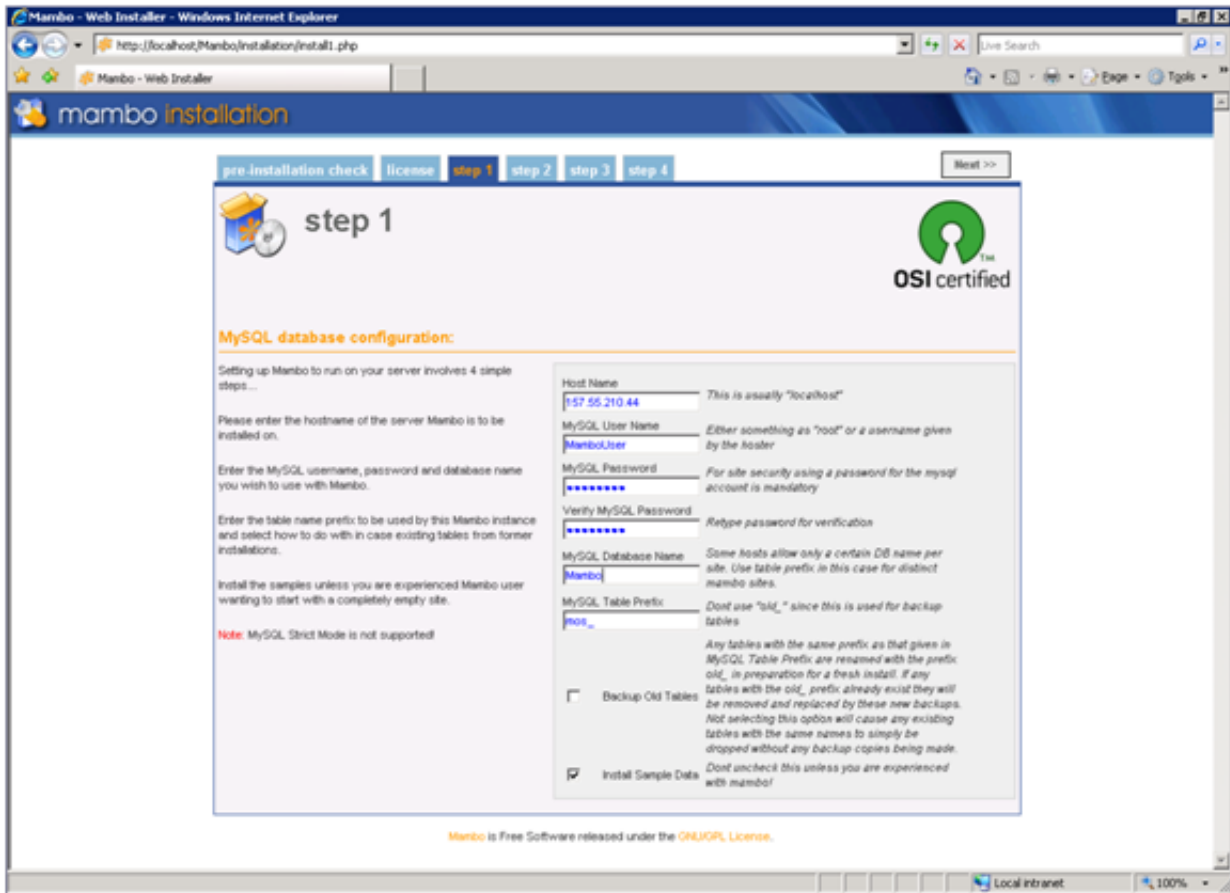 Mambo - Web Installer - Windows Internet Explorer
http://localhost/Mambo/installation/install1.php
Live Search
Mambo - Web Installer
Page
Tools
mambo installation
pre-installation check license step 1 step 2 step 3 step 4
Next >>
step 1
OSI certified
TM
MySQL database configuration:
Setting up Mambo to run on your server involves 4 simple
steps...
Please enter the hostname of the server Mambo is to be
installed on.
Enter the MySQL username, password and database name
you wish to use with Mambo.
Enter the table name prefix to be used by this Mambo instance
and select how to do with in case existing tables from former
installations.
Install the samples unless you are experienced Mambo user
wanting to start with a completely empty site.
Note: MySQL Strict Mode is not supported!
Host Name
157.55.210.44
This is usually "localhost"
MySQL User Name
MamboUser
Either something as "root" or a username given
by the hoster
MySQL Password
********
For site security using a password for the mysql
account is mandatory
Verify MySQL Password
********
Retype password for verification
MySQL Database Name
Mambo
Some hosts allow only a certain DB name per
site. Use table prefix in this case for distinct
mambo sites.
MySQL Table Prefix
mos_
Dont use "old_" since this is used for backup
tables
Backup Old Tables
Any tables with the same prefix as that given in
MySQL Table Prefix are renamed with the prefix
old_ in preparation for a fresh install. If any
tables with the old_ prefix already exist they will
be removed and replaced by these new backups.
Not selecting this option will cause any existing
tables with the same names to simply be
dropped without any backup copies being made.
Install Sample Data
Dont uncheck this unless you are experienced
with mambo!
Mambo is Free Software released under the GNU/GPL License.
Local intranet
100%